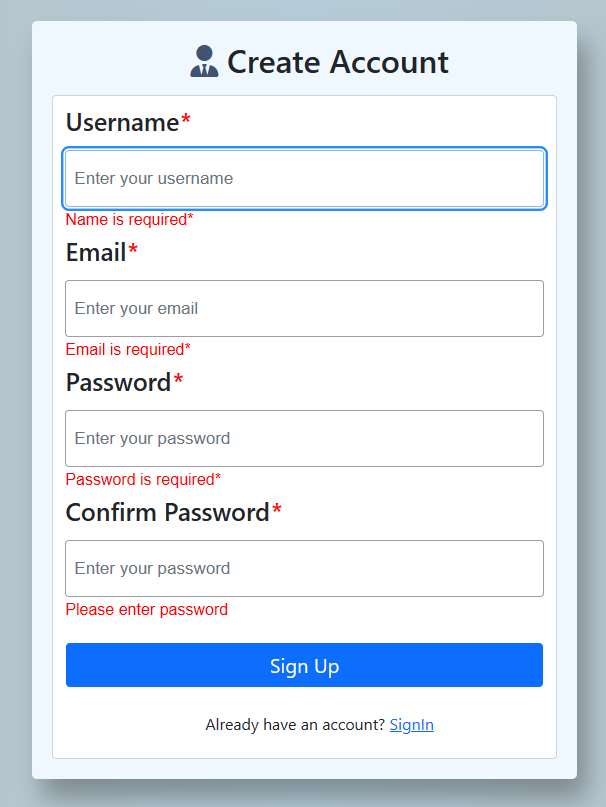 Create Account
Username*
Enter your username
Name is required*
Email*
Enter your email
Email is required*
Password*
Enter your password
Password is required*
Confirm Password*
Enter your password
Please enter password
Sign Up
Already have an account? SignIn